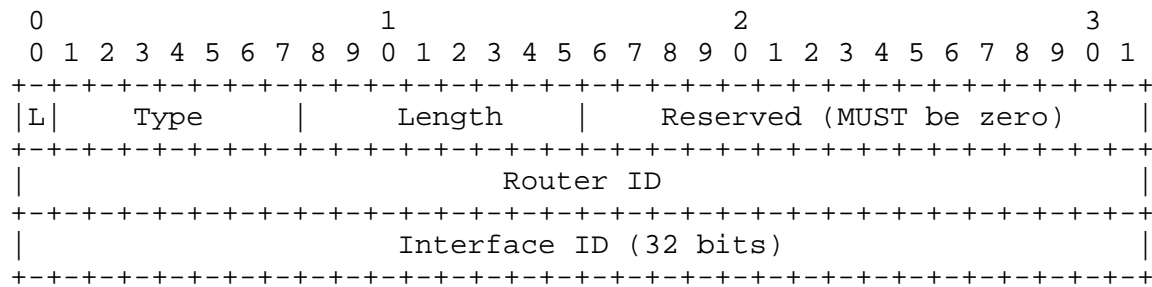 0                   1                   2                   3
 0 1 2 3 4 5 6 7 8 9 0 1 2 3 4 5 6 7 8 9 0 1 2 3 4 5 6 7 8 9 0 1
+-+-+-+-+-+-+-+-+-+-+-+-+-+-+-+-+-+-+-+-+-+-+-+-+-+-+-+-+-+-+-+-+
|L|    Type     |     Length    |    Reserved (MUST be zero)    |
+-+-+-+-+-+-+-+-+-+-+-+-+-+-+-+-+-+-+-+-+-+-+-+-+-+-+-+-+-+-+-+-+
|                           Router ID                           |
+-+-+-+-+-+-+-+-+-+-+-+-+-+-+-+-+-+-+-+-+-+-+-+-+-+-+-+-+-+-+-+-+
|                     Interface ID (32 bits)                    |
+-+-+-+-+-+-+-+-+-+-+-+-+-+-+-+-+-+-+-+-+-+-+-+-+-+-+-+-+-+-+-+-+